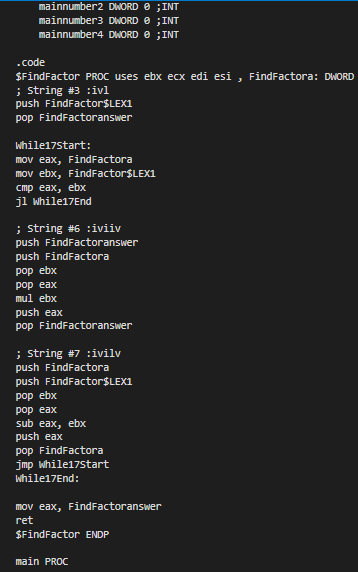 mainnumber2 DWORD 0 ;INT
mainnumber3 DWORD 0 ;INT
mainnumber4 DWORD 0 ;INT
.code
$FindFactor PROC uses ebx ecx edi esi , FindFactora: DWORD
; String #3 :ivl
push FindFactor$LEX1
pop FindFactoranswer
While17Start:
mov eax, FindFactora
mov ebx, FindFactor$LEX1
cmp eax, ebx
jl While17End
; String #6 :iviiv
push FindFactoranswer
push FindFactora
pop ebx
pop eax
mul ebx
push eax
pop FindFactoranswer
; String #7 :ivilv
push FindFactora
push FindFactor$LEX1
pop ebx
pop eax
sub eax, ebx
push eax
pop FindFactora
jmp While17Start
While17End:
mov eax, FindFactoranswer
ret
$FindFactor ENDP
main PROC